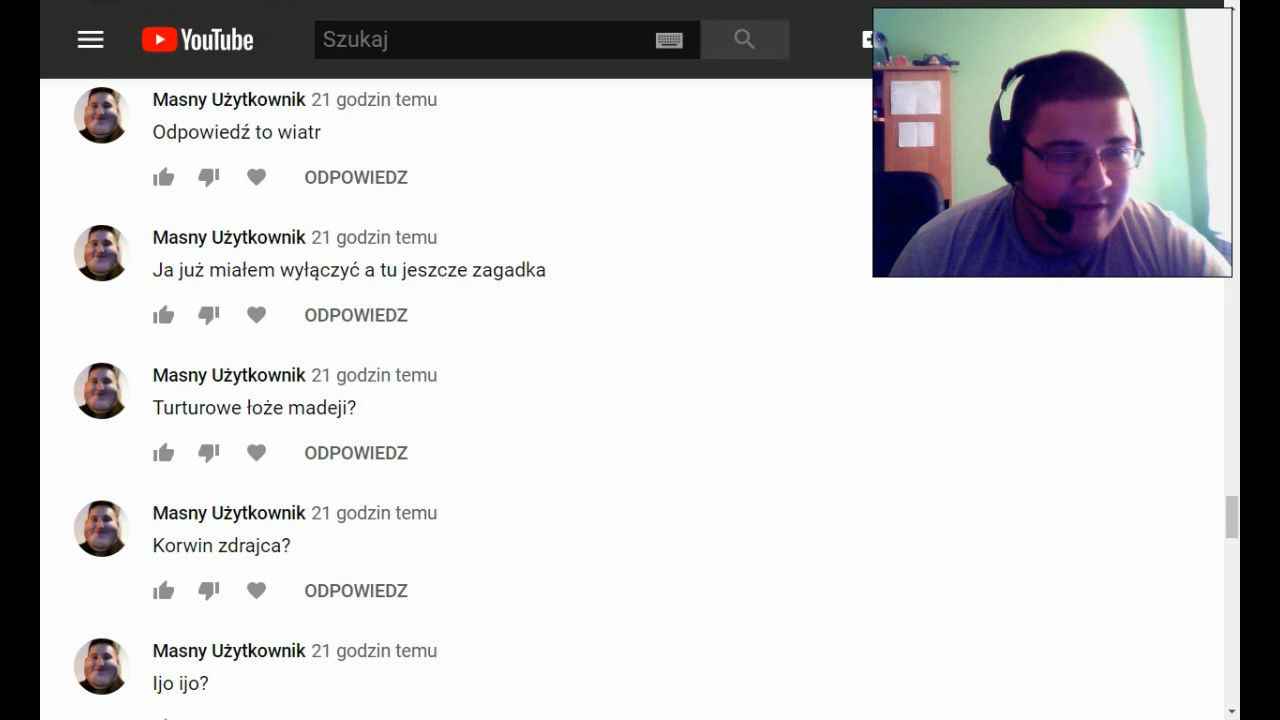 YouTube
Szukaj
Masny Użytkownik 21 godzin temu
Odpowiedź to wiatr
ODPOWIEDZ
Masny Użytkownik 21 godzin temu
Ja już miałem wyłączyć a tu jeszcze zagadka
ODPOWIEDZ
Masny Użytkownik 21 godzin temu
Turturowe łoże madeji?
ODPOWIEDZ
Masny Użytkownik 21 godzin temu
Korwin zdrajca?
ODPOWIEDZ
Masny Użytkownik 21 godzin temu
Ijo ijo?